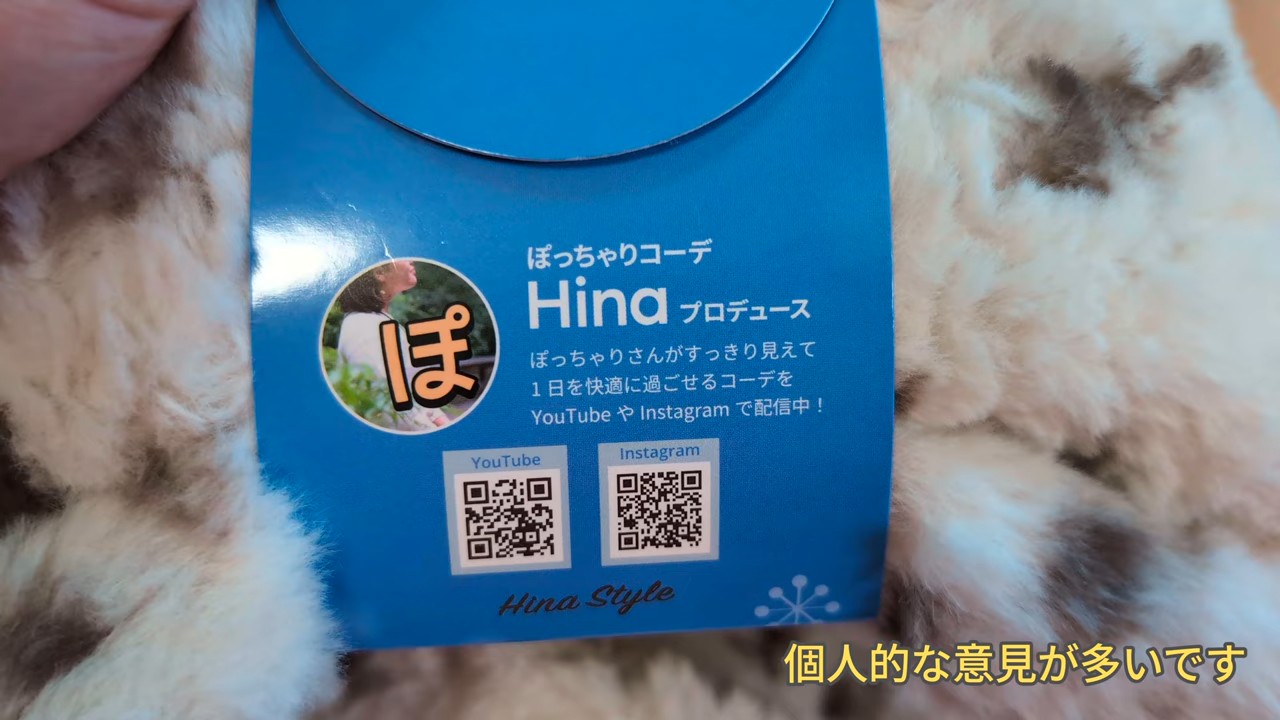 ぽっちゃりコーデ
Hina プロデュース
ぽ
ぽっちゃりさんがすっきり見えて
1日を快適に過ごせるコーデを
YouTube や Instagram で配信中！
YouTube
Instagram
Hina Style
個人的な意見が多いです